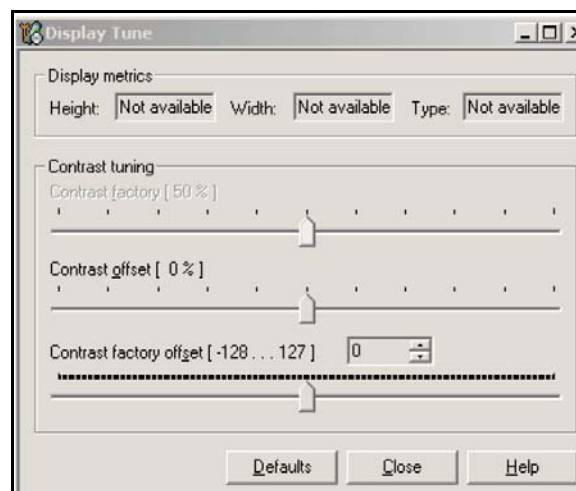 Display Tune
Display metrics
Height: Not available Width: Not available Type: Not available
Contrast tuning
Contrast factory [ 50 % ]
Contrast offset [ 0 % ]
Contrast factory offset [ -128 . . . 127 ] 0
Defaults Close Help